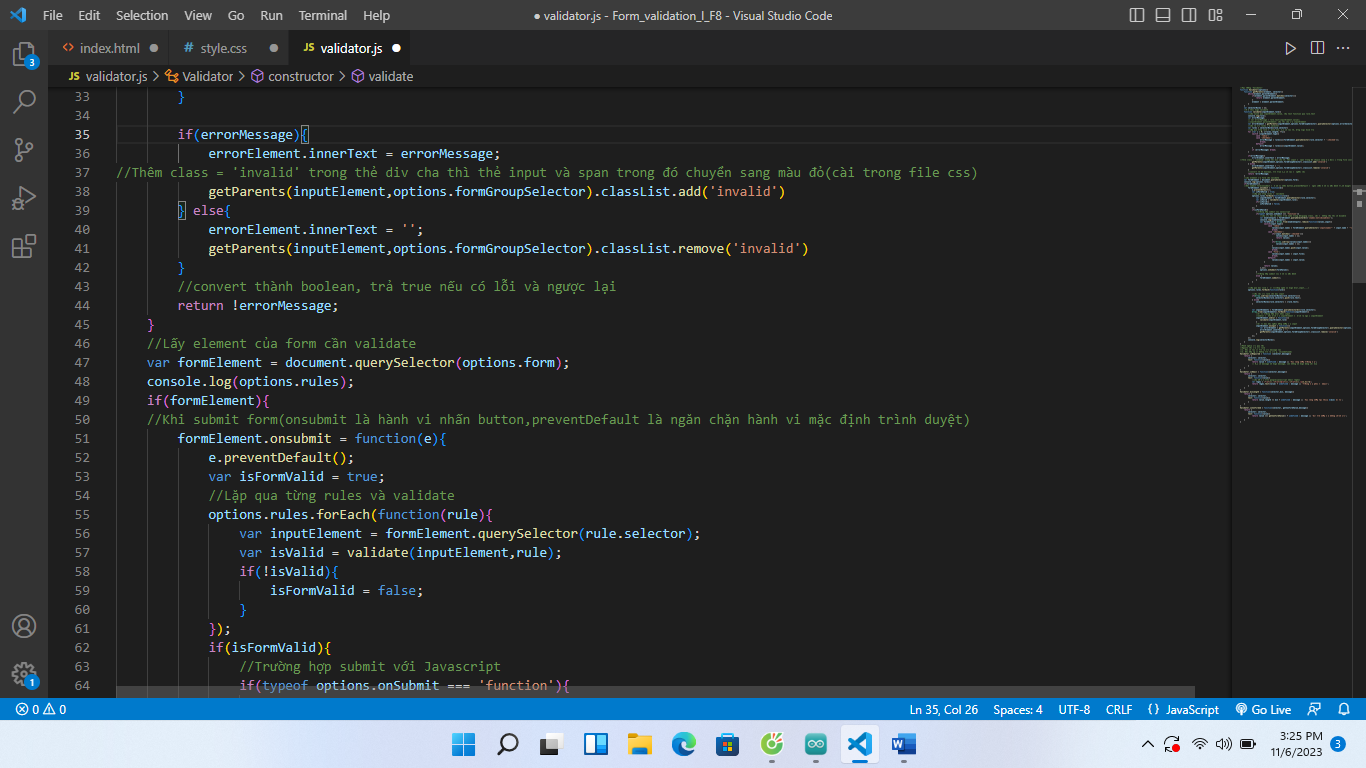 File Edit Selection View Go Run Terminal Help ● validator.js - Form_validation_I_F8 - Visual Studio Code
<> index.html ● # style.css ● JS validator.js ●
JS validator.js > Validator > constructor > validate
33 }
34
35 if(errorMessage){
36 errorElement.innerText = errorMessage;
37 //Thêm class = 'invalid' trong thẻ div cha thì thẻ input và span trong đó chuyển sang màu đỏ(cài trong file css)
38 getParents(inputElement,options.formGroupSelector).classList.add('invalid')
39 } else{
40 errorElement.innerText = '';
41 getParents(inputElement,options.formGroupSelector).classList.remove('invalid')
42 }
43 //convert thành boolean, trả true nếu có lỗi và ngược lại
44 return !errorMessage;
45 }
46 //Lấy element của form cần validate
47 var formElement = document.querySelector(options.form);
48 console.log(options.rules);
49 if(formElement){
50 //Khi submit form(onsubmit là hành vi nhấn button,preventDefault là ngăn chặn hành vi mặc định trình duyệt)
51 formElement.onsubmit = function(e){
52 e.preventDefault();
53 var isFormValid = true;
54 //Lặp qua từng rules và validate
55 options.rules.forEach(function(rule){
56 var inputElement = formElement.querySelector(rule.selector);
57 var isValid = validate(inputElement,rule);
58 if(!isValid){
59 isFormValid = false;
60 }
61 });
62 if(isFormValid){
63 //Trường hợp submit với Javascript
64 if(typeof options.onSubmit === 'function'){
3
1
0 0 Ln 35, Col 26 Spaces: 4 UTF-8 CRLF {} JavaScript Go Live
3:25 PM
11/6/2023 3